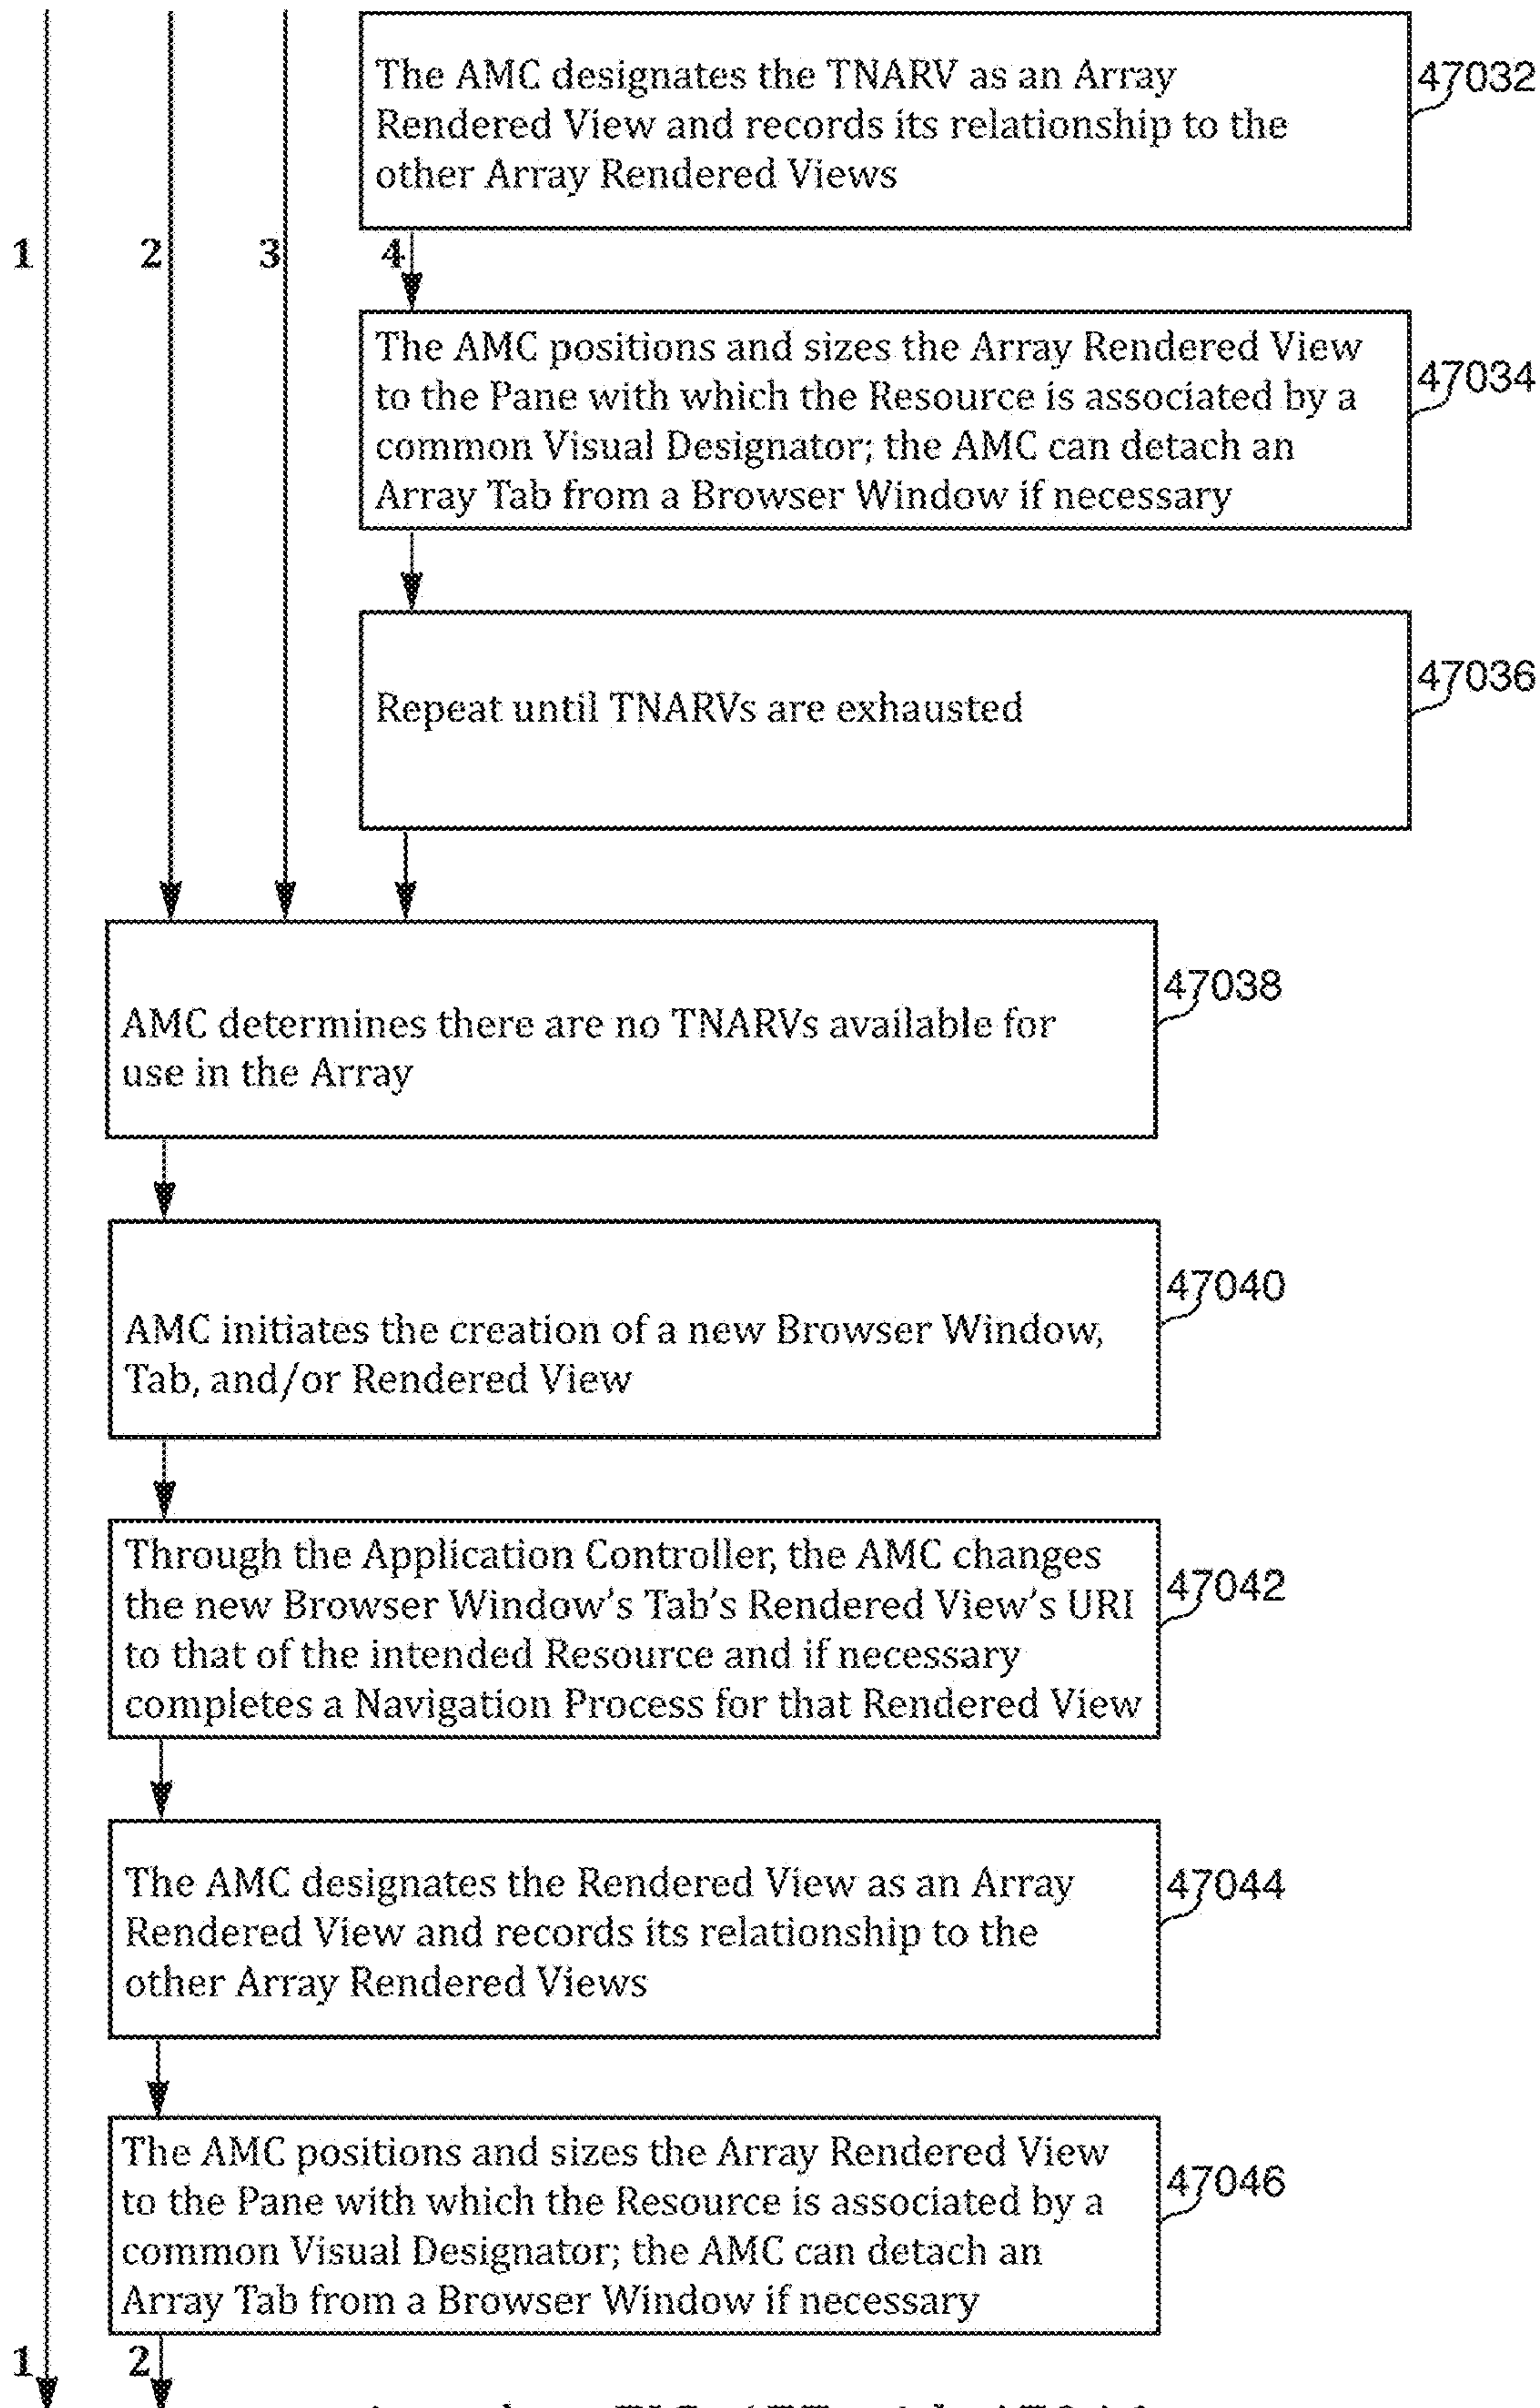 The AMC designates the TNARV as an Array
Rendered View and records its relationship to the
other Array Rendered Views
47032
1
2
3
4
The AMC positions and sizes the Array Rendered View
to the Pane with which the Resource is associated by a
common Visual Designator; the AMC can detach an
Array Tab from a Browser Window if necessary
47034
Repeat until TNARVs are exhausted
47036
AMC determines there are no TNARVs available for
use in the Array
47038
AMC initiates the creation of a new Browser Window,
Tab, and/or Rendered View
47040
Through the Application Controller, the AMC changes
the new Browser Window's Tab's Rendered View's URI
to that of the intended Resource and if necessary
completes a Navigation Process for that Rendered View
47042
The AMC designates the Rendered View as an Array
Rendered View and records its relationship to the
other Array Rendered Views
47044
The AMC positions and sizes the Array Rendered View
to the Pane with which the Resource is associated by a
common Visual Designator; the AMC can detach an
Array Tab from a Browser Window if necessary
47046
1
2